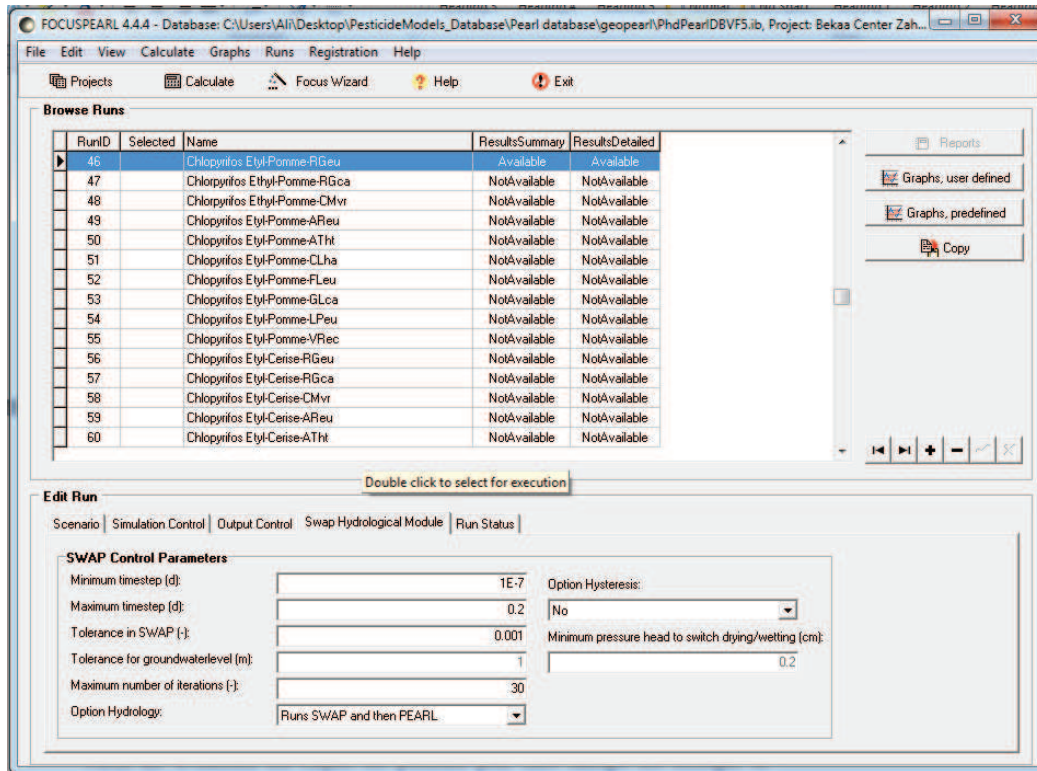 FOCUSPEARL 4.4.4 - Database: C:\Users\Ali\Desktop\PesticideModels_Database\Pearl database\geopearl\PhdPearlDBVF5.ib, Project: Bekaa Center Zah...
File Edit View Calculate Graphs Runs Registration Help
Projects Calculate Focus Wizard Help Exit
Browse Runs
RunID Selected Name ResultsSummary ResultsDetailed
46 Chlopyrifos Etyl-Pomme-RGeu Available Available
47 Chlorpyrifos Ethyl-Pomme-RGca NotAvailable NotAvailable
48 Chlorpyrifos Ethyl-Pomme-CMvr NotAvailable NotAvailable
49 Chlopyrifos Etyl-Pomme-AReu NotAvailable NotAvailable
50 Chlopyrifos Etyl-Pomme-ATht NotAvailable NotAvailable
51 Chlopyrifos Etyl-Pomme-CLha NotAvailable NotAvailable
52 Chlopyrifos Etyl-Pomme-FLeu NotAvailable NotAvailable
53 Chlopyrifos Etyl-Pomme-GLca NotAvailable NotAvailable
54 Chlopyrifos Etyl-Pomme-LPeu NotAvailable NotAvailable
55 Chlopyrifos Etyl-Pomme-VRec NotAvailable NotAvailable
56 Chlopyrifos Etyl-Cerise-RGeu NotAvailable NotAvailable
57 Chlopyrifos Etyl-Cerise-RGca NotAvailable NotAvailable
58 Chlopyrifos Etyl-Cerise-CMvr NotAvailable NotAvailable
59 Chlopyrifos Etyl-Cerise-AReu NotAvailable NotAvailable
60 Chlopyrifos Etyl-Cerise-ATht NotAvailable NotAvailable
Reports
Graphs, user defined
Graphs, predefined
Copy
Double click to select for execution
Edit Run
Scenario Simulation Control Output Control Swap Hydrological Module Run Status
SWAP Control Parameters
Minimum timestep (d): 1E-7 Option Hysteresis:
Maximum timestep (d): 0.2 No
Tolerance in SWAP (-): 0.001 Minimum pressure head to switch drying/wetting (cm):
Tolerance for groundwaterlevel (m): 1 0.2
Maximum number of iterations (-): 30
Option Hydrology: Runs SWAP and then PEARL